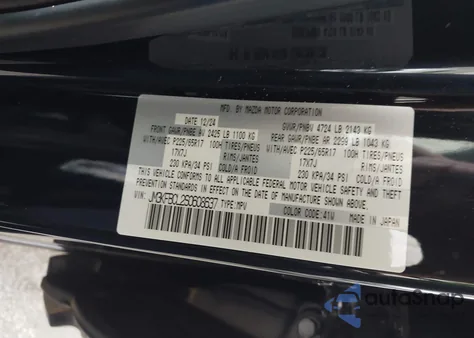 MFD. BY MAZDA MOTOR CORPORATION
DATE 12/24 GVWR/PNBV 4724 LB 2143 KG
FRONT GAWR/PNBE AV 2425 LB 1100 KG REAR GAWR/PNBE AR 2299 LB 1043 KG
WITH/AVEC P225/65R17 100H TIRES/PNEUS WITH/AVEC P225/65R17 100H TIRES/PNEUS
17X7J RIMS/JANTES 17X7J RIMS/JANTES
230 KPA/34 PSI COLD/A FROID 230 KPA/34 PSI COLD/A FROID
THIS VEHICLE CONFORMS TO ALL APPLICABLE FEDERAL MOTOR VEHICLE SAFETY AND
THEFT PREVENTION STANDARDS IN EFFECT ON THE DATE OF MANUFACTURE SHOWN ABOVE.
VIN: TYPE:MPV COLOR CODE:41W MADE IN JAPAN
autosnap